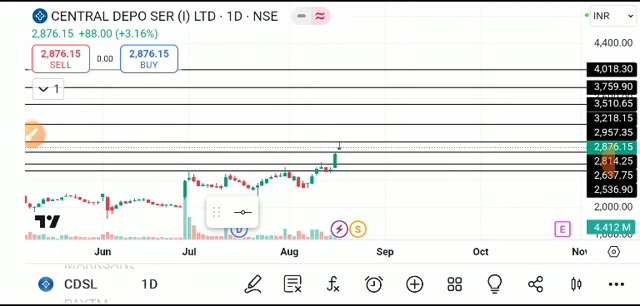 CENTRAL DEPO SER (I) LTD · 1D · NSE
INR
2,876.15 +88.00 (+3.16%)
2,876.15
SELL
0.00
2,876.15
BUY
1
4,400.00
4,018.30
3,759.90
3,510.65
3,218.15
2,957.35
2,876.15
2,814.25
2,637.75
2,536.90
2,000.00
4.412 M
D
S
E
Jun
Jul
Aug
Sep
Oct
Nov
CDSL 1D
PAYTM